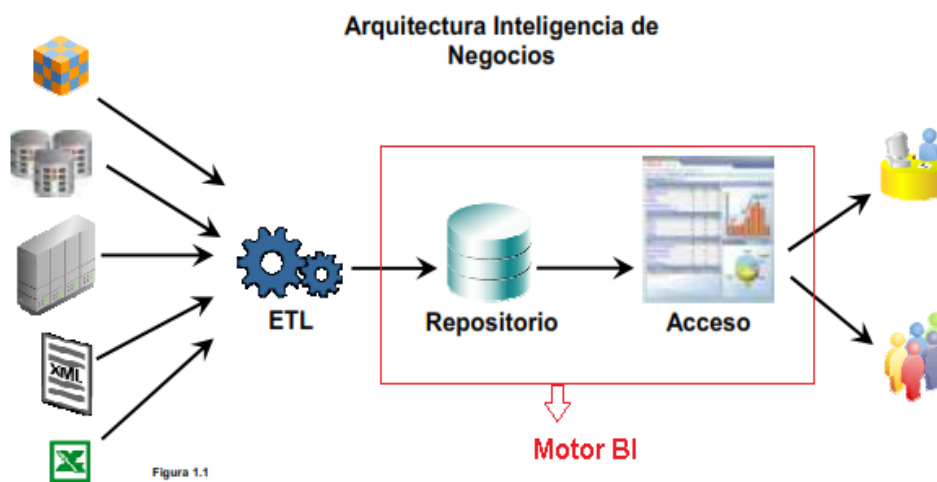 Arquitectura Inteligencia de
Negocios
XML
ETL
Repositorio
Acceso
Motor BI
Figura 1.1